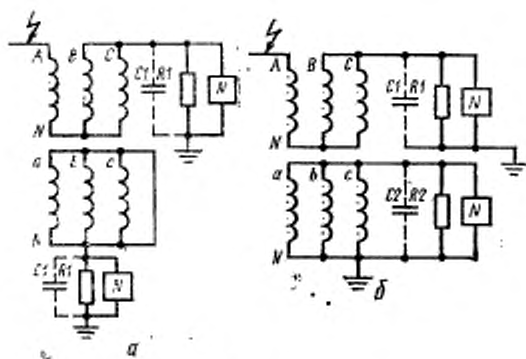 A B C C1 R1 N
N
a b c
b
C1 R1 N
а
A B C C1 R1 N
N
a b c C2 R2 N
N
б